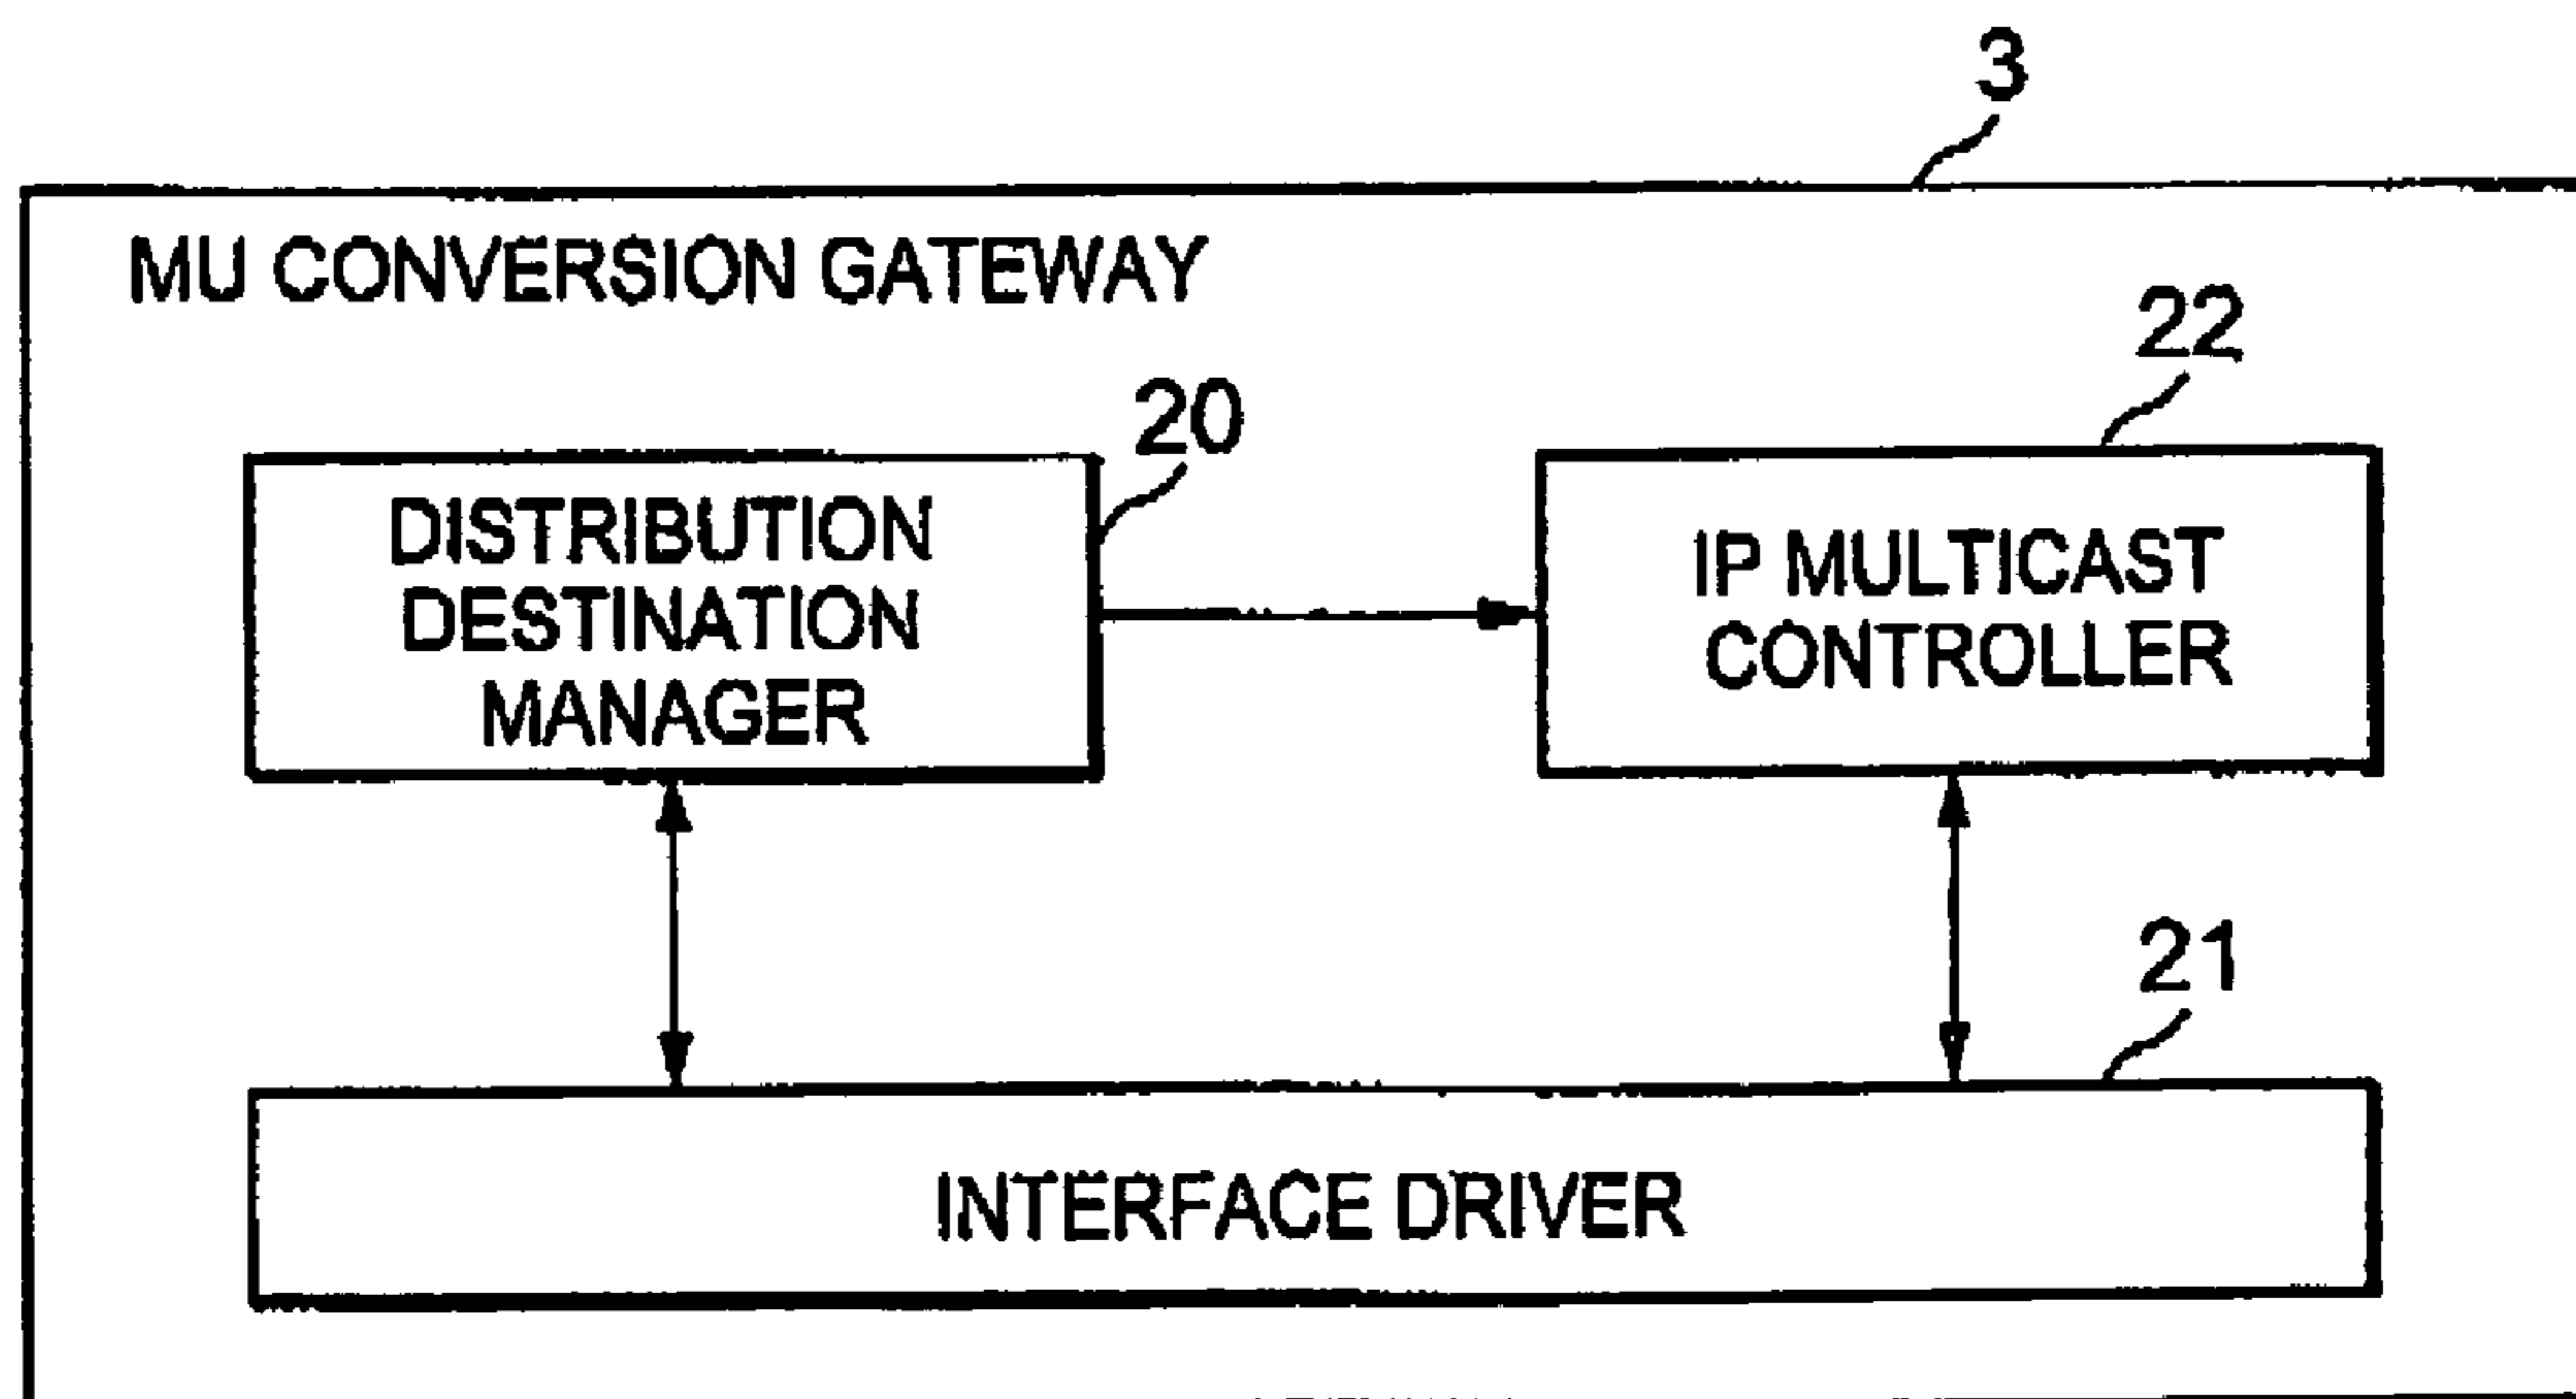 3
MU CONVERSION GATEWAY
22
20
DISTRIBUTION
DESTINATION
MANAGER
IP MULTICAST
CONTROLLER
21
INTERFACE DRIVER